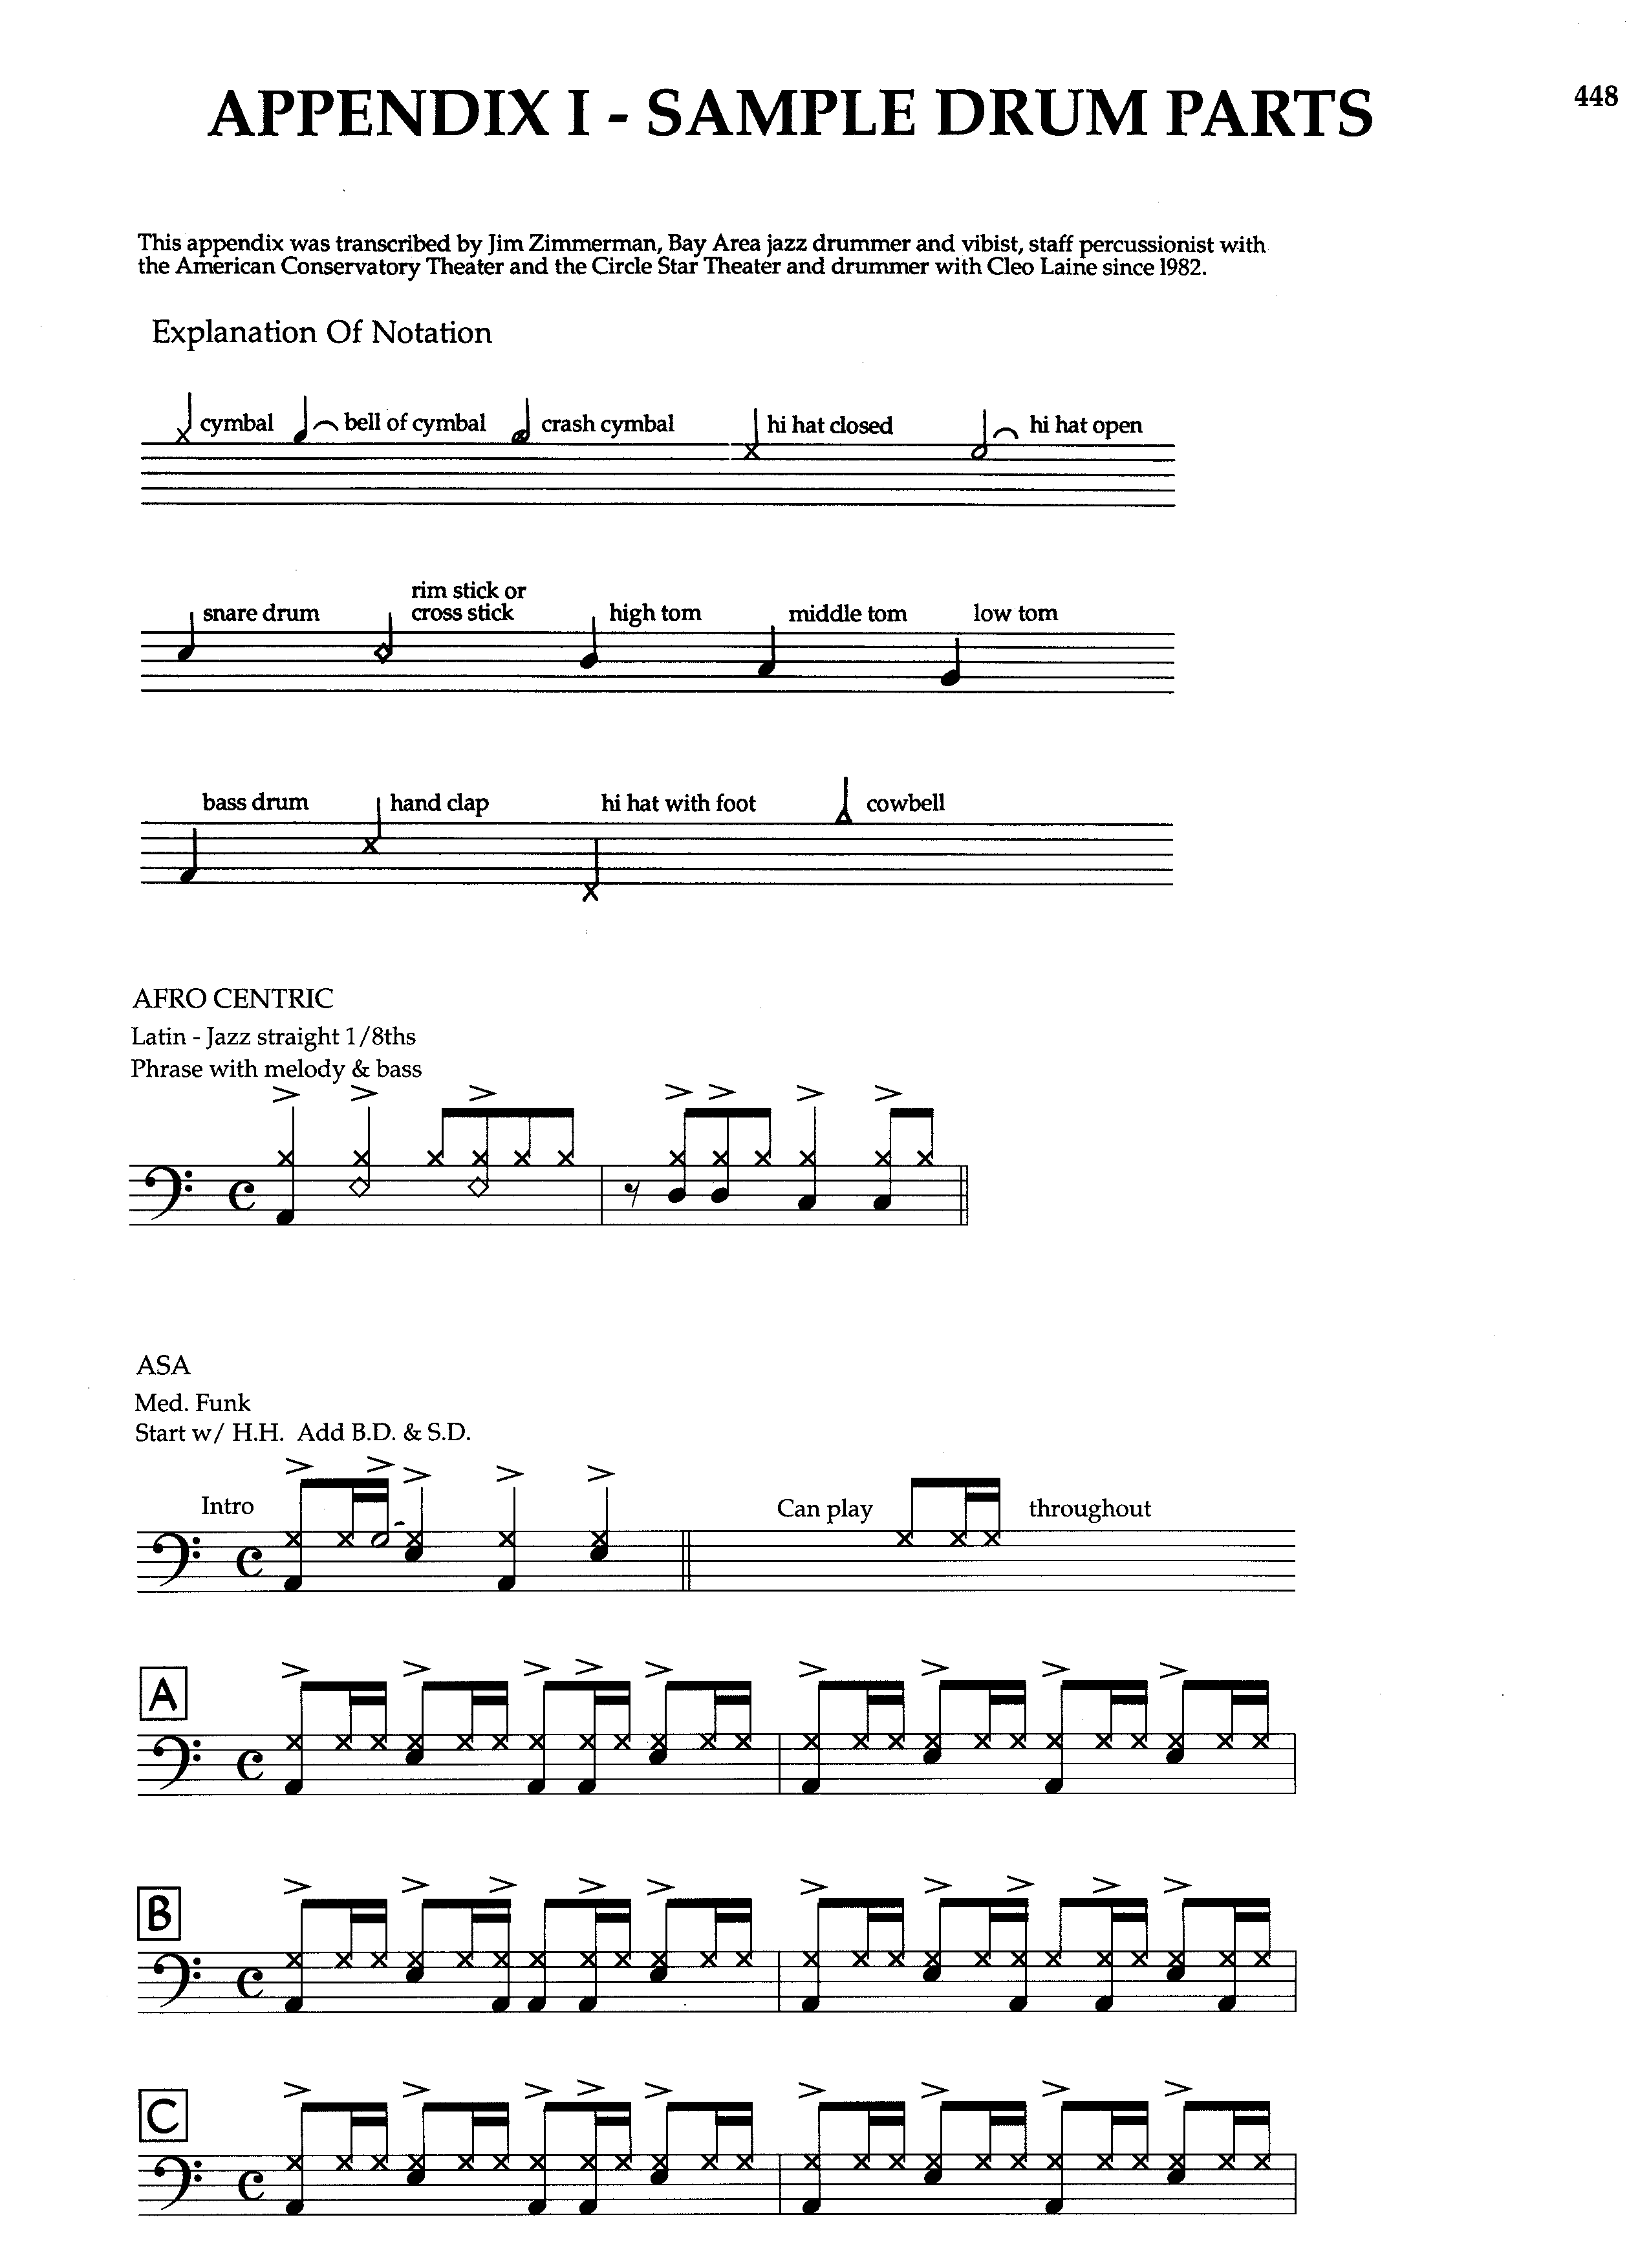 APPENDIX I - SAMPLE DRUM PARTS
448
This appendix was transcribed by Jim Zimmerman, Bay Area jazz drummer and vibist, staff percussionist with
the American Conservatory Theater and the Circle Star Theater and drummer with Cleo Laine since 1982.
Explanation Of Notation
cymbal bell of cymbal crash cymbal hi hat closed hi hat open
snare drum rim stick or high tom middle tom low tom
cross stick
bass drum hand clap hi hat with foot cowbell
AFRO CENTRIC
Latin - Jazz straight 1/8ths
Phrase with melody & bass
ASA
Med. Funk
Start w/ H.H. Add B.D. & S.D.
Intro Can play throughout
A
B
C